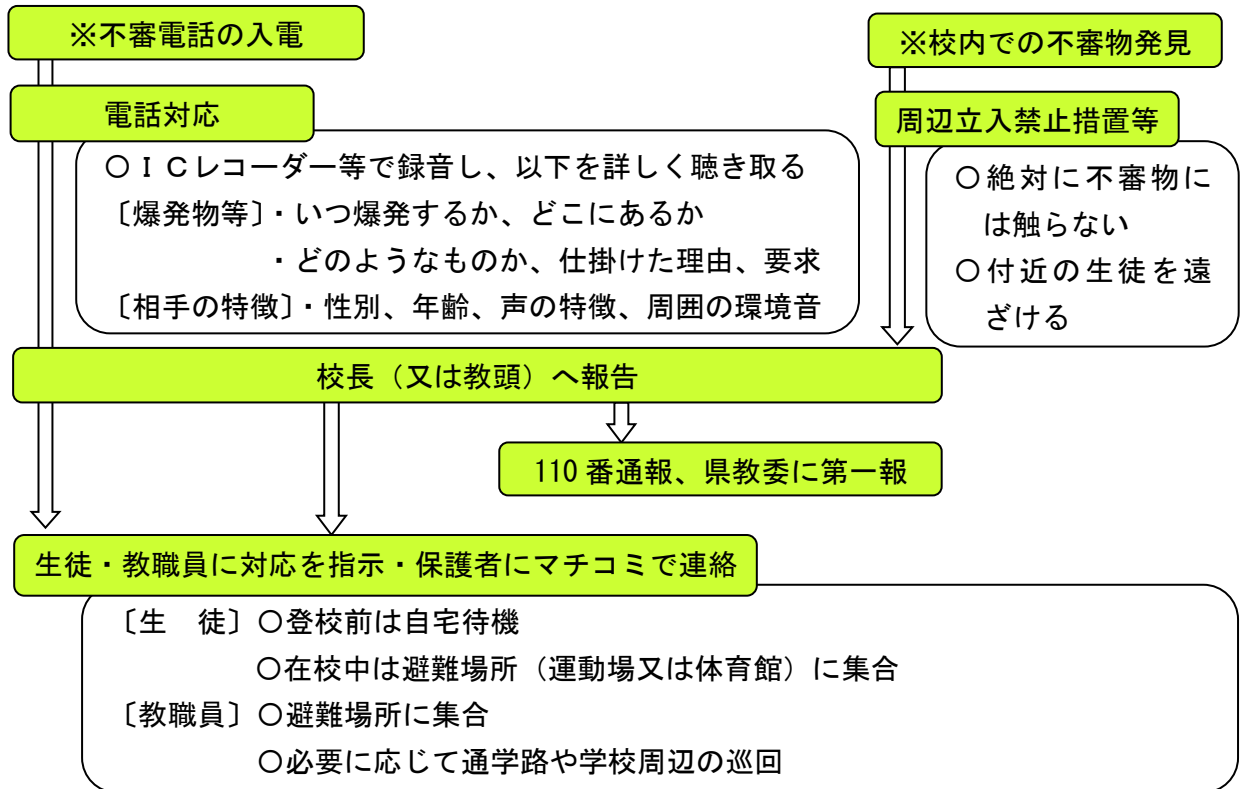 ※不審電話の入電
※校内での不審物発見
電話対応
〇ＩＣレコーダー等で録音し、以下を詳しく聴き取る
〔爆発物等〕・いつ爆発するか、どこにあるか
・どのようなものか、仕掛けた理由、要求
〔相手の特徴〕・性別、年齢、声の特徴、周囲の環境音
周辺立入禁止措置等
〇絶対に不審物に
は触らない
〇付近の生徒を遠
ざける
校長（又は教頭）へ報告
110番通報、県教委に第一報
生徒・教職員に対応を指示・保護者にマチコミで連絡
〔生　徒〕〇登校前は自宅待機
〇在校中は避難場所（運動場又は体育館）に集合
〔教職員〕〇避難場所に集合
〇必要に応じて通学路や学校周辺の巡回